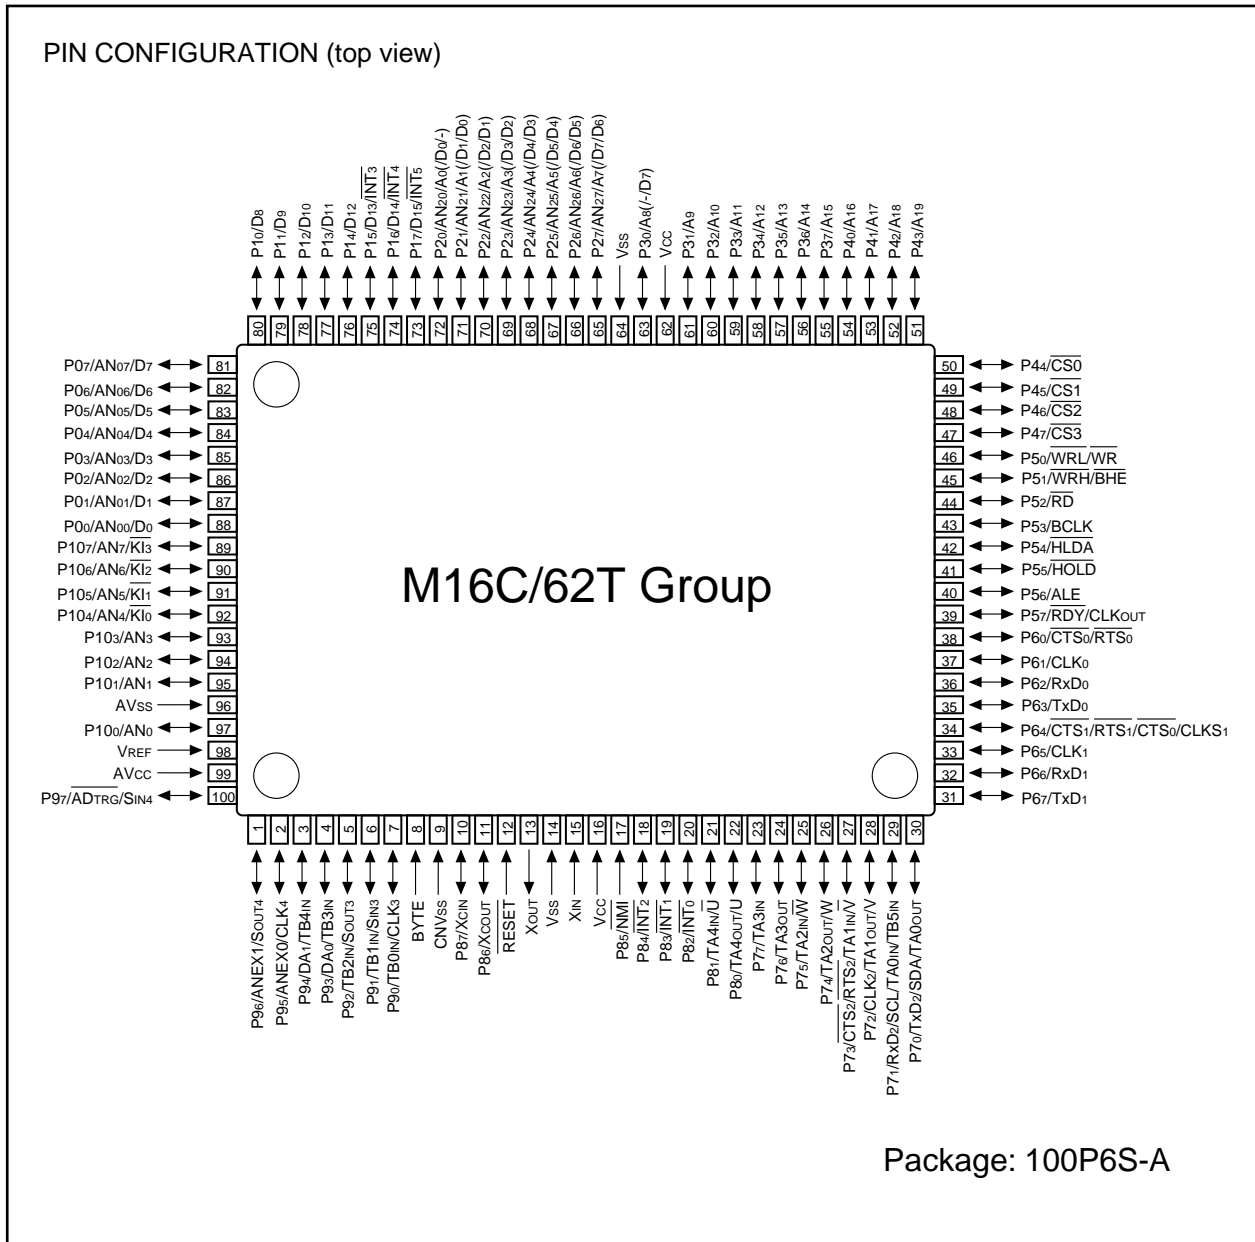 PIN CONFIGURATION (top view)
P10/D8
P11/D9
P12/D10
P13/D11
P14/D12
P15/D13/INT3
P16/D14/INT4
P17/D15/INT5
P20/AN20/A0(/D0/-)
P21/AN21/A1(/D1/D0)
P22/AN22/A2(/D2/D1)
P23/AN23/A3(/D3/D2)
P24/AN24/A4(/D4/D3)
P25/AN25/A5(/D5/D4)
P26/AN26/A6(/D6/D5)
P27/AN27/A7(/D7/D6)
Vss
P30/A8(/-/D7)
Vcc
P31/A9
P32/A10
P33/A11
P34/A12
P35/A13
P36/A14
P37/A15
P40/A16
P41/A17
P42/A18
P43/A19
80 79 78 77 76 75 74 73 72 71 70 69 68 67 66 65 64 63 62 61 60 59 58 57 56 55 54 53 52 51
P07/AN07/D7 81
P06/AN06/D6 82
P05/AN05/D5 83
P04/AN04/D4 84
P03/AN03/D3 85
P02/AN02/D2 86
P01/AN01/D1 87
P00/AN00/D0 88
P107/AN7/KI3 89
P106/AN6/KI2 90
P105/AN5/KI1 91
P104/AN4/KI0 92
P103/AN3 93
P102/AN2 94
P101/AN1 95
AVss 96
P100/AN0 97
VREF 98
AVcc 99
P97/ADTRG/SIN4 100
M16C/62T Group
50 P44/CS0
49 P45/CS1
48 P46/CS2
47 P47/CS3
46 P50/WRL/WR
45 P51/WRH/BHE
44 P52/RD
43 P53/BCLK
42 P54/HLDA
41 P55/HOLD
40 P56/ALE
39 P57/RDY/CLKOUT
38 P60/CTS0/RTS0
37 P61/CLK0
36 P62/RxD0
35 P63/TxD0
34 P64/CTS1/RTS1/CTS0/CLKS1
33 P65/CLK1
32 P66/RxD1
31 P67/TxD1
1 2 3 4 5 6 7 8 9 10 11 12 13 14 15 16 17 18 19 20 21 22 23 24 25 26 27 28 29 30
P96/ANEX1/SOUT4
P95/ANEX0/CLK4
P94/DA1/TB4IN
P93/DA0/TB3IN
P92/TB2IN/SOUT3
P91/TB1IN/SIN3
P90/TB0IN/CLK3
BYTE
CNVss
P87/XCIN
P86/XCOUT
RESET
XOUT
Vss
XIN
Vcc
P85/NMI
P84/INT2
P83/INT1
P82/INT0
P81/TA4IN/U
P80/TA4OUT/U
P77/TA3IN
P76/TA3OUT
P75/TA2IN/W
P74/TA2OUT/W
P73/CTS2/RTS2/TA1IN/V
P72/CLK2/TA1OUT/V
P71/RxD2/SCL/TA0IN/TB5IN
P70/TxD2/SDA/TA0OUT
Package: 100P6S-A